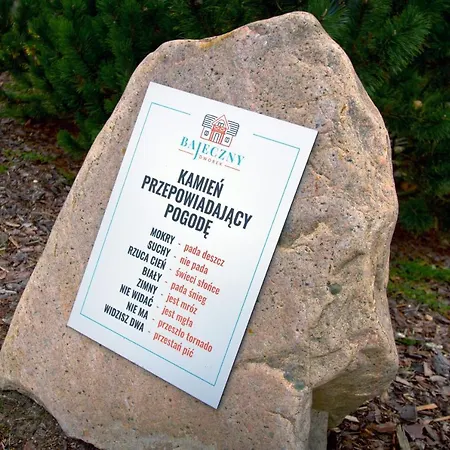 BAJECZNY
DWOREK
KAMIEŃ
PRZEPOWIADAJĄCY
POGODĘ
MOKRY - pada deszcz
SUCHY - nie pada
RZUCA CIEŃ - świeci słońce
BIAŁY - pada śnieg
ZIMNY - jest mróz
NIE WIDAĆ - jest mgła
NIE MA - przeszło tornado
WIDZISZ DWA - przestań pić